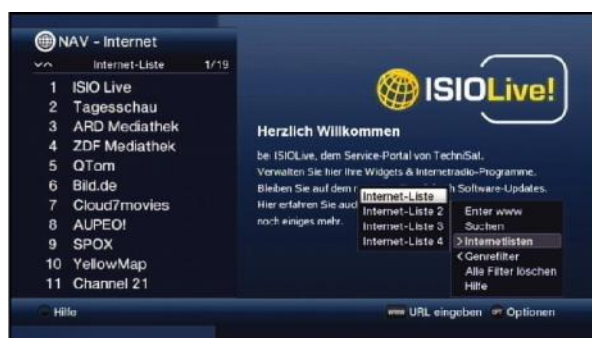 NAV - Internet
Internet-Liste 1/19
1 ISIO Live
2 Tagesschau
3 ARD Mediathek
4 ZDF Mediathek
5 QTom
6 Bild.de
7 Cloud7movies
8 AUPEO!
9 SPOX
10 YellowMap
11 Channel 21
Hilfe
ISIOLive!
Herzlich Willkommen
bei ISIOLive, dem Service-Portal von TechniSat.
Verwalten Sie hier Ihre Widgets & Internetradio-Programme.
Bleiben Sie auf dem Software-Updates.
Hier erfahren Sie
noch einiges mehr.
Internet-Liste
Internet-Liste 2
Internet-Liste 3
Internet-Liste 4
Enter www
Suchen
>Internetlisten
<Genrefilter
Alle Filter löschen
Hilfe
www URL eingeben OPT Optionen